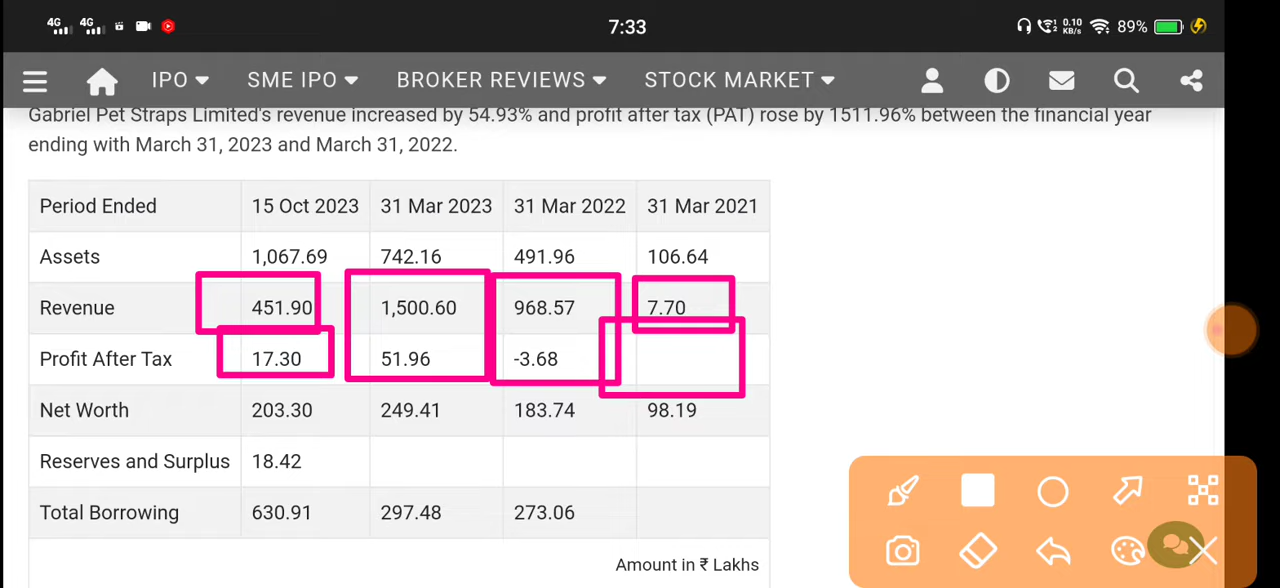 4G 4G 7:33 0.10 KB/s 89%
IPO SME IPO BROKER REVIEWS STOCK MARKET
Gabriel Pet Straps Limited's revenue increased by 54.93% and profit after tax (PAT) rose by 1511.96% between the financial year
ending with March 31, 2023 and March 31, 2022.
Period Ended 15 Oct 2023 31 Mar 2023 31 Mar 2022 31 Mar 2021
Assets 1,067.69 742.16 491.96 106.64
Revenue 451.90 1,500.60 968.57 7.70
Profit After Tax 17.30 51.96 -3.68
Net Worth 203.30 249.41 183.74 98.19
Reserves and Surplus 18.42
Total Borrowing 630.91 297.48 273.06
Amount in ₹ Lakhs